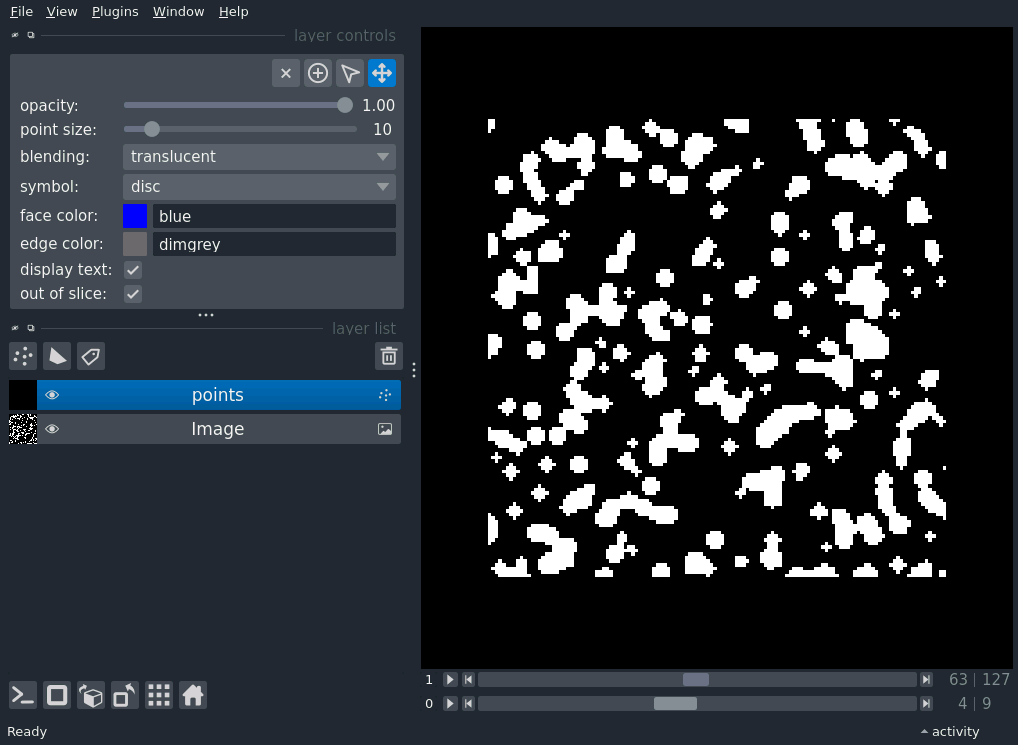 File View Plugins Window Help
layer controls
opacity: 1.00
point size: 10
blending: translucent
symbol: disc
face color: blue
edge color: dimgrey
display text:
out of slice:
layer list
points
Image
1 63 | 127
0 4 | 9
Ready activity